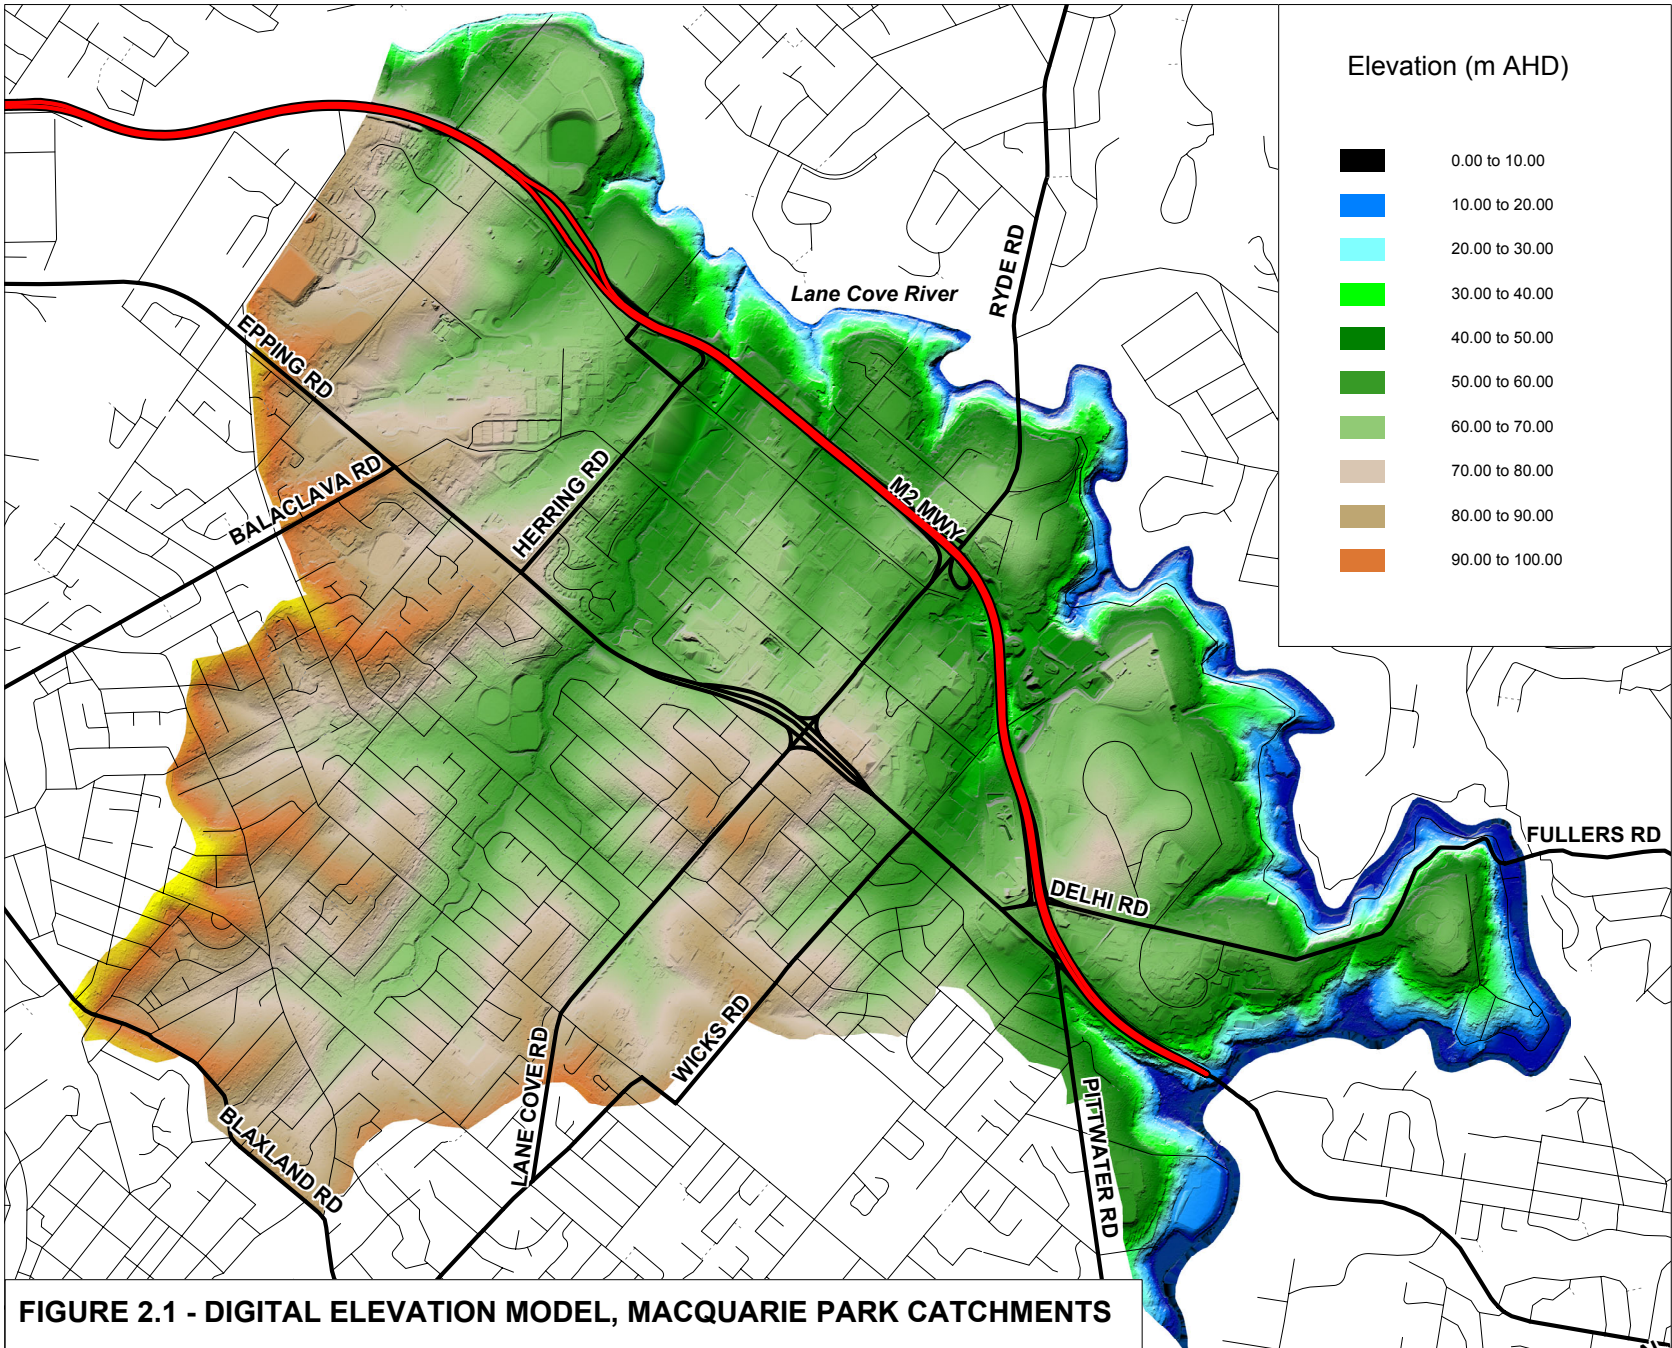 Elevation (m AHD)
0.00 to 10.00
10.00 to 20.00
20.00 to 30.00
30.00 to 40.00
40.00 to 50.00
50.00 to 60.00
60.00 to 70.00
70.00 to 80.00
80.00 to 90.00
90.00 to 100.00
RYDE RD
Lane Cove River
EPPING RD
BALACLAVA RD
HERRING RD
M2 MWY
FULLERS RD
DELHI RD
WICKS RD
LANE COVE RD
PITTWATER RD
BLAXLAND RD
FIGURE 2.1 - DIGITAL ELEVATION MODEL, MACQUARIE PARK CATCHMENTS